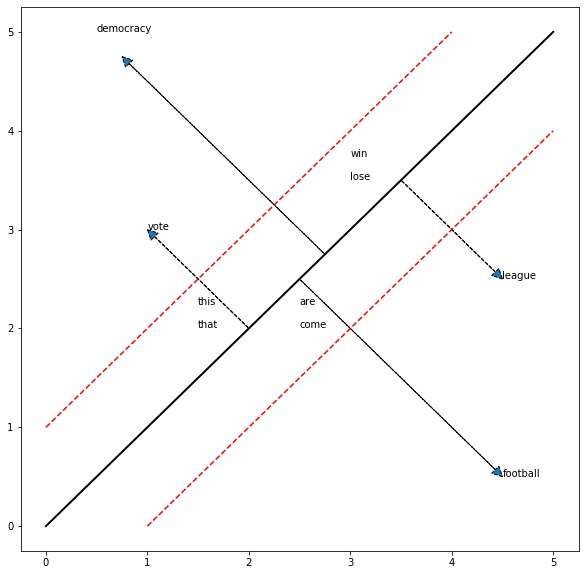 democracy
5
4
win
lose
3
vote
league
this
are
that
come
2
1
football
0
0
1
2
3
4
5